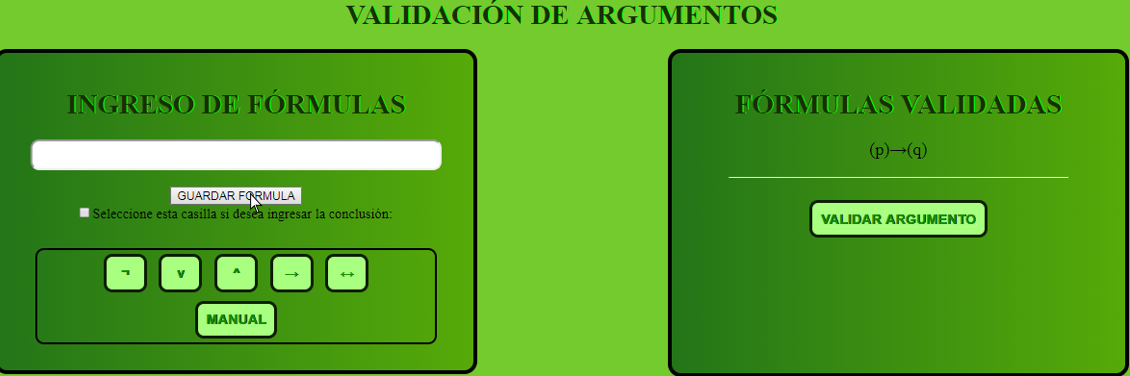 VALIDACIÓN DE ARGUMENTOS
INGRESO DE FÓRMULAS
GUARDAR FORMULA
Seleccione esta casilla si desea ingresar la conclusión:
¬ v ^ → ↔
MANUAL
FÓRMULAS VALIDADAS
(p)→(q)
VALIDAR ARGUMENTO